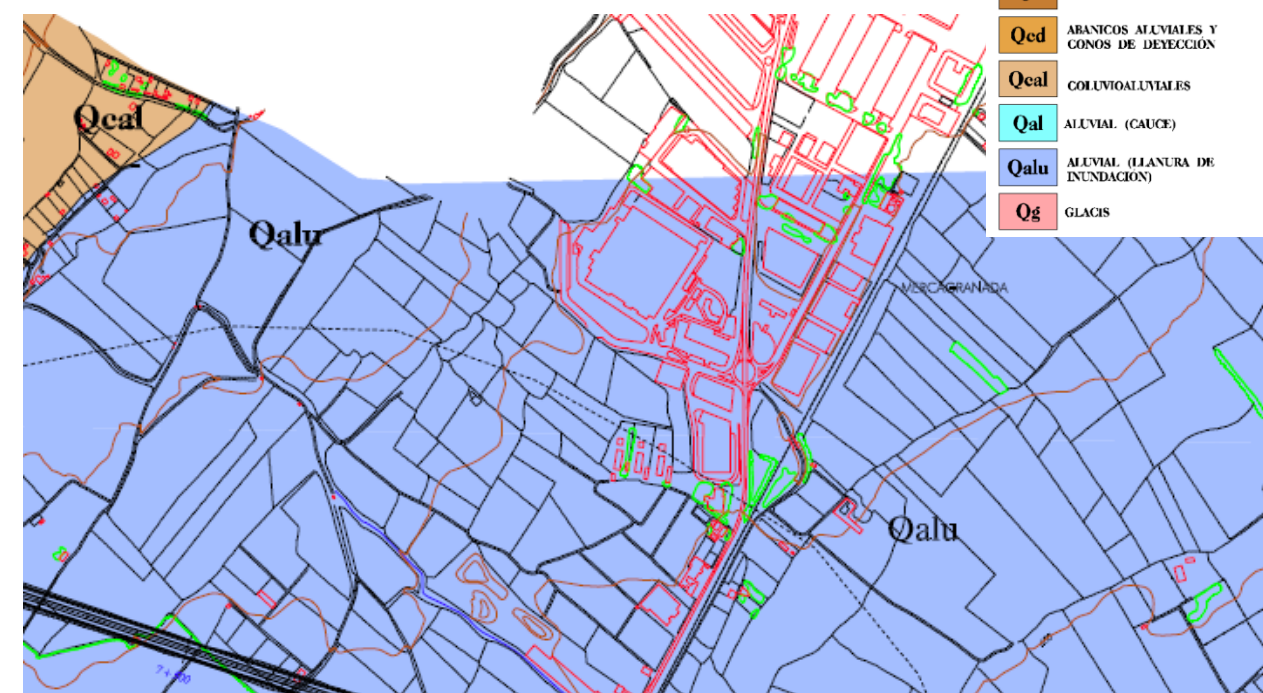 Qcd
ABANICOS ALUVIALES Y
CONOS DE DEYECCIÓN
Qcal
COLUVIOALUVIALES
Qal
ALUVIAL (CAUCE)
Qalu
ALUVIAL (LLANURA DE
INUNDACIÓN)
Qg
GLACIS
Qcal
Qalu
MERCAGRANADA
Qalu